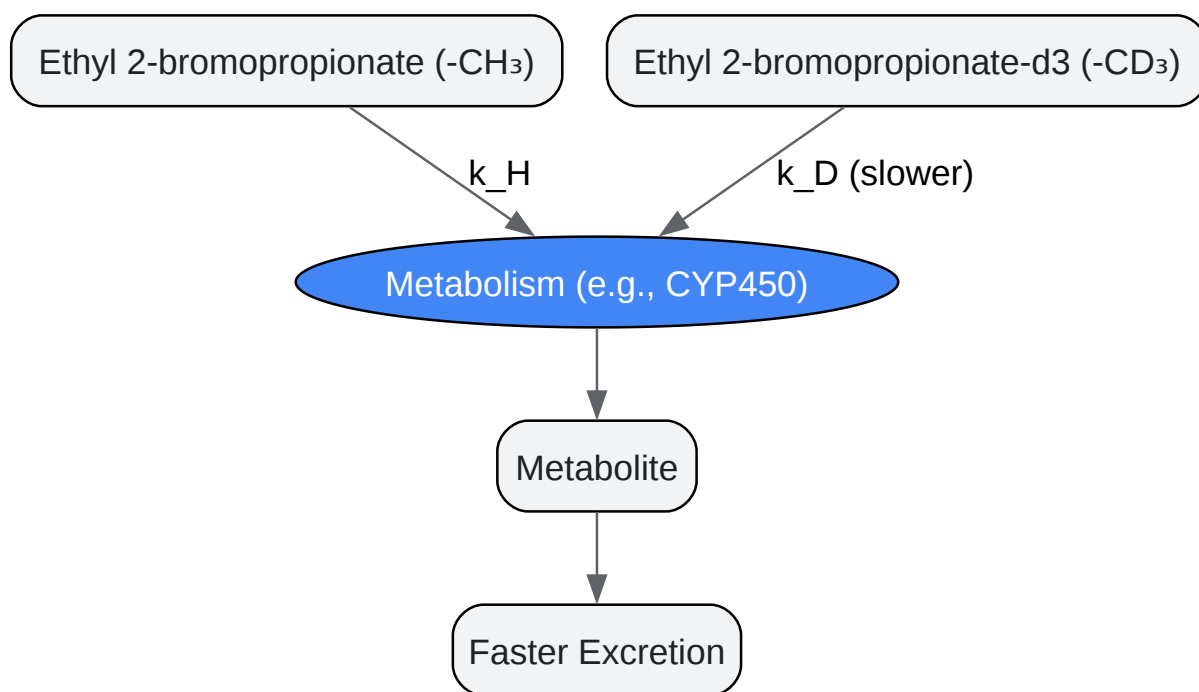 Ethyl 2-bromopropionate (-CH₃)
Ethyl 2-bromopropionate-d3 (-CD₃)
k_H
k_D (slower)
Metabolism (e.g., CYP450)
Metabolite
Faster Excretion